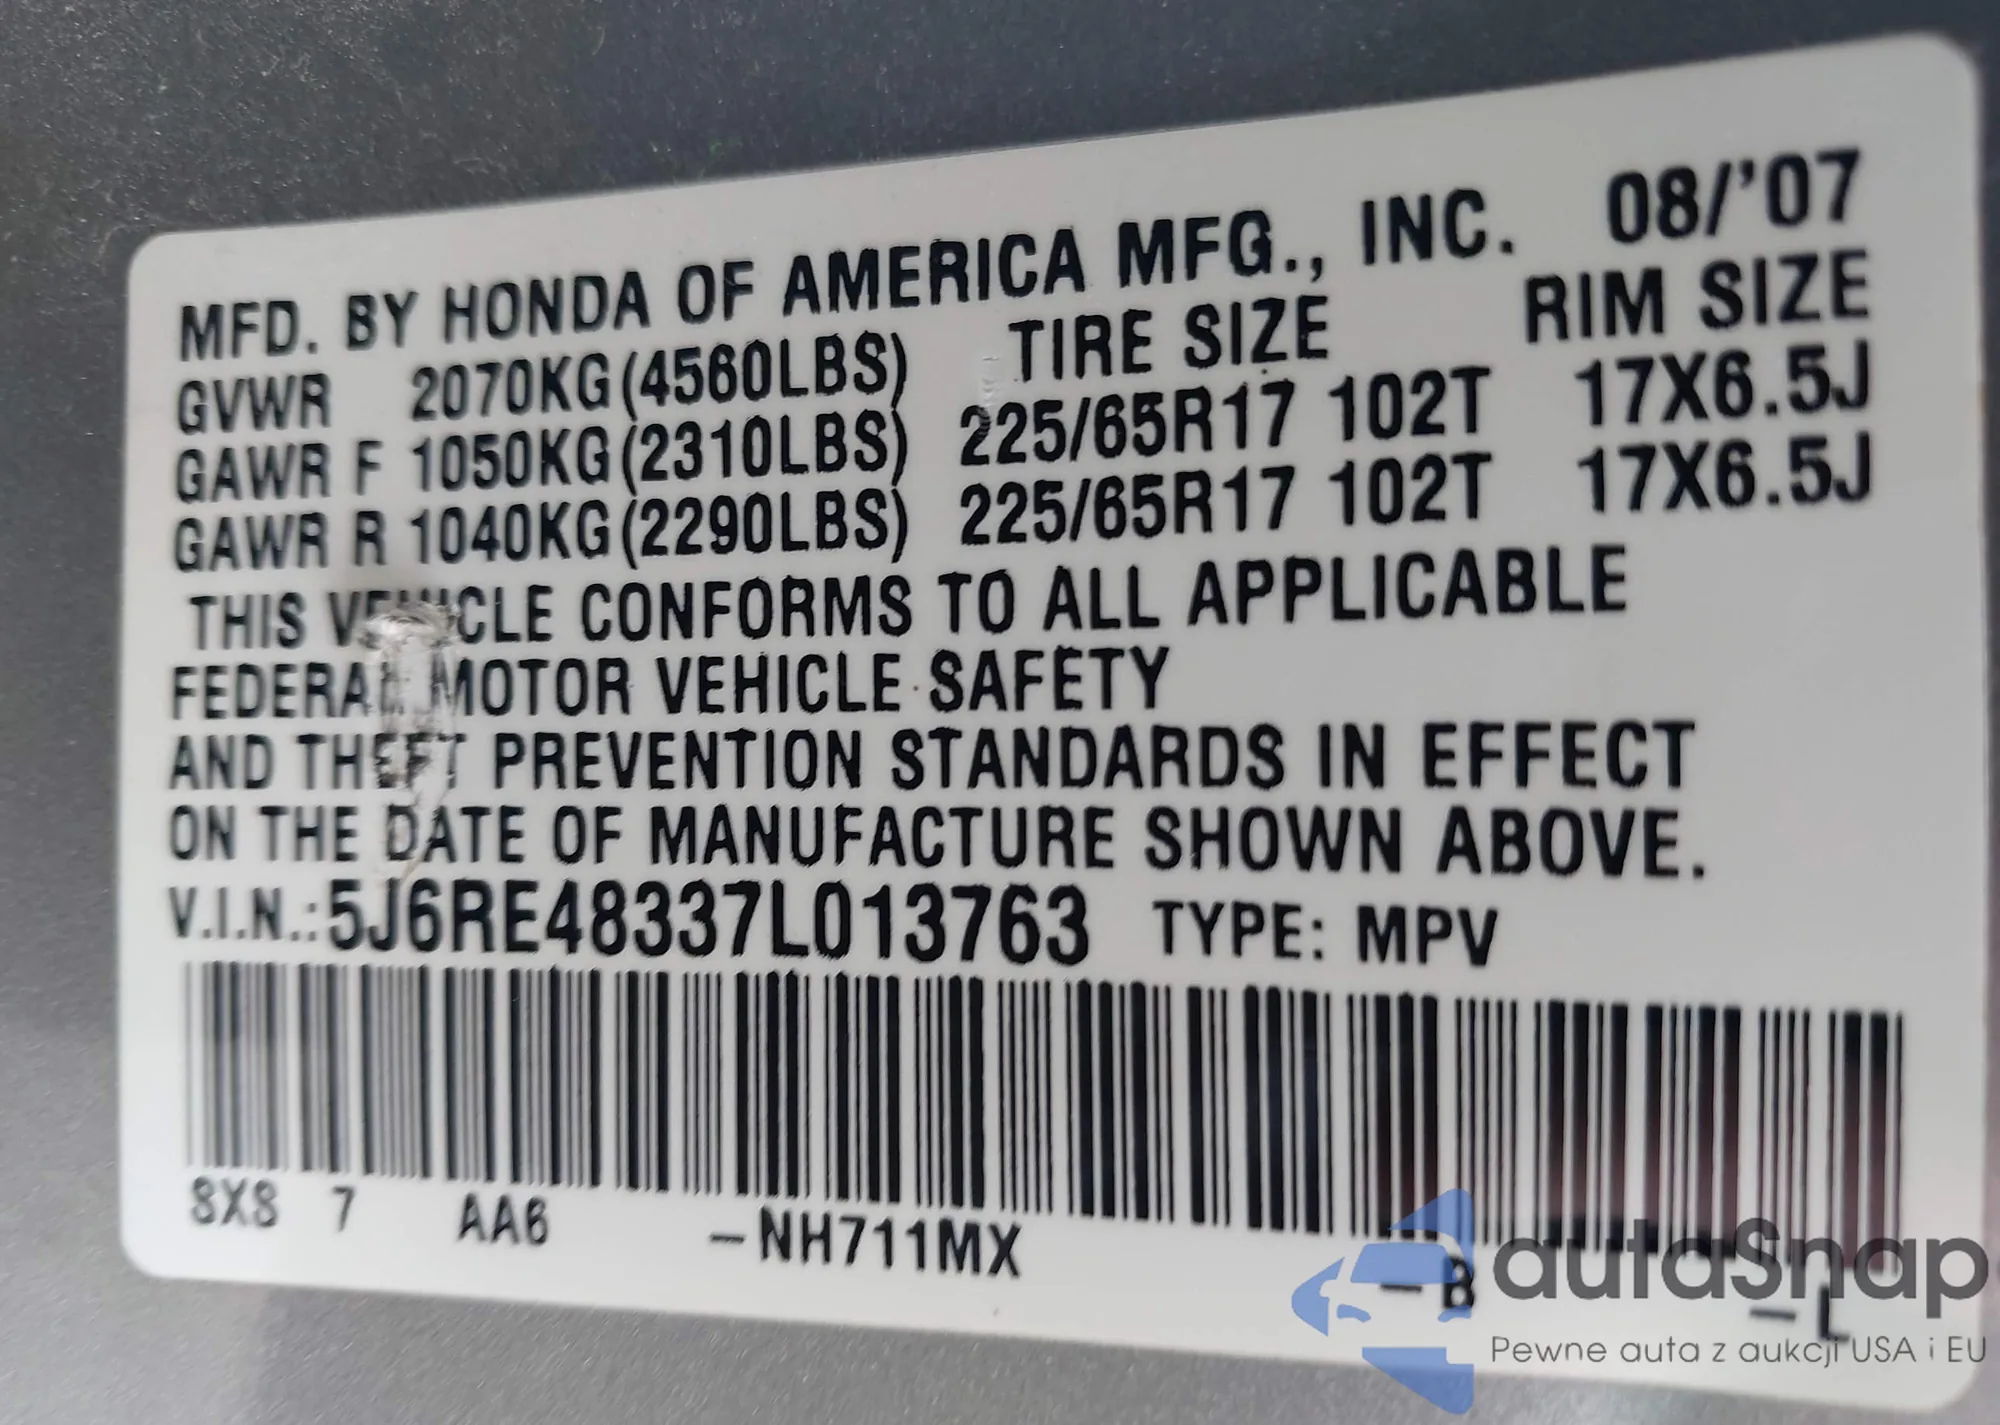 MFD. BY HONDA OF AMERICA MFG., INC. 08/'07
GVWR 2070KG(4560LBS) TIRE SIZE RIM SIZE
GAWR F 1050KG(2310LBS) 225/65R17 102T 17X6.5J
GAWR R 1040KG(2290LBS) 225/65R17 102T 17X6.5J
THIS VEHICLE CONFORMS TO ALL APPLICABLE
FEDERAL MOTOR VEHICLE SAFETY
AND THEFT PREVENTION STANDARDS IN EFFECT
ON THE DATE OF MANUFACTURE SHOWN ABOVE.
V.I.N.:5J6RE48337L013763 TYPE: MPV
SXS 7 AA6 -NH711MX -B -L
autaSnap
Pewne auta z aukcji USA i EU